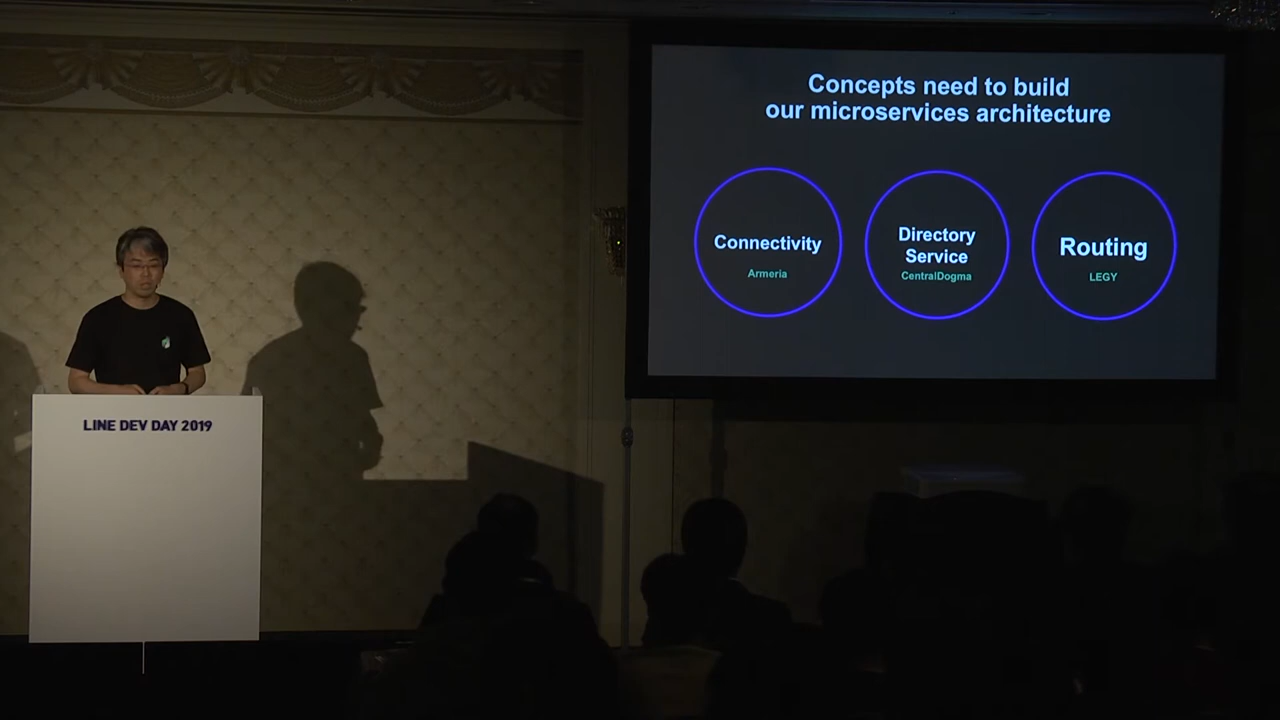 Concepts need to build
our microservices architecture
Connectivity
Armeria
Directory
Service
CentralDogma
Routing
LEGY
LINE DEV DAY 2019